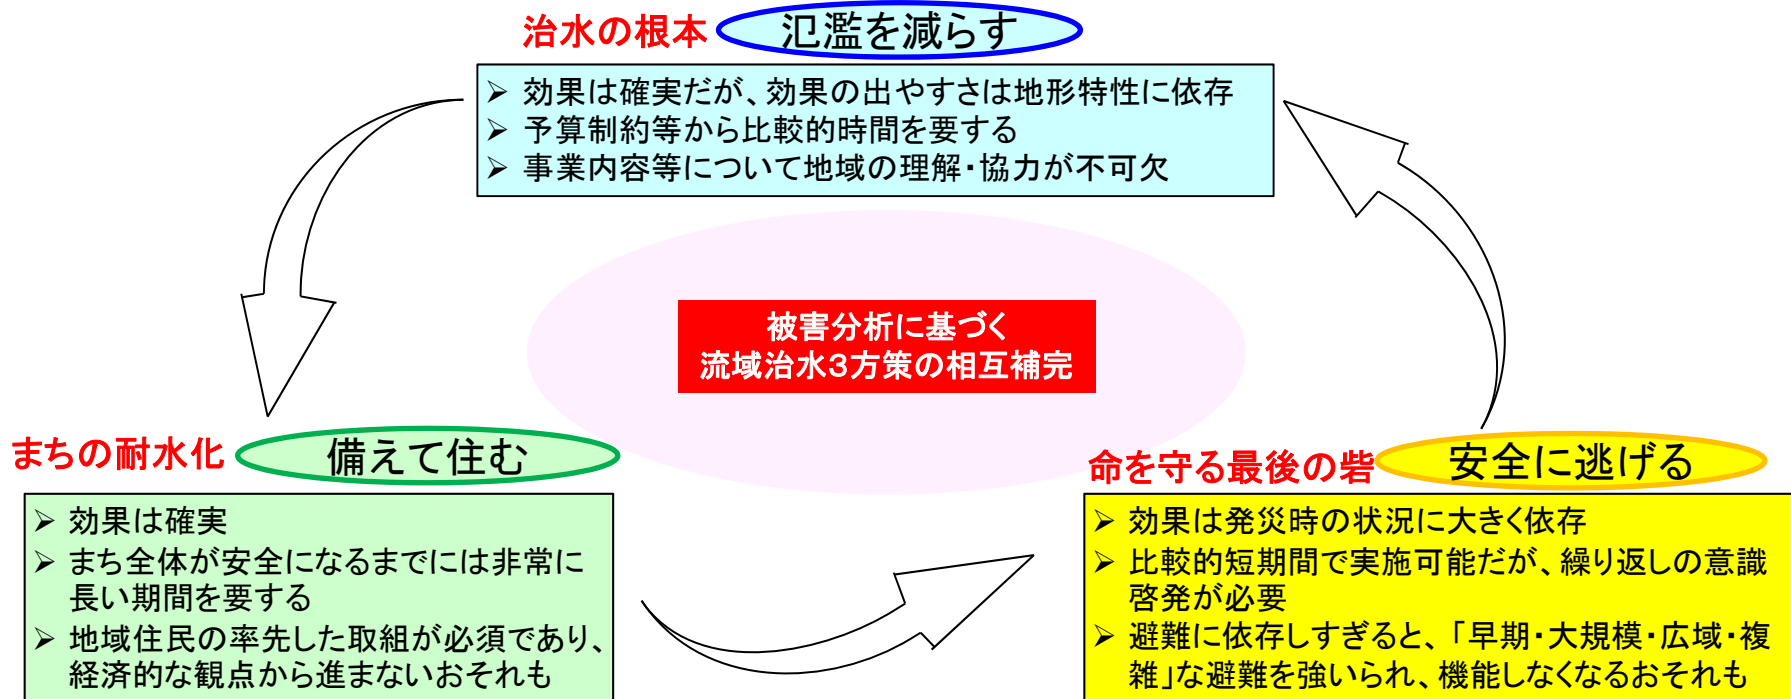 治水の根本
氾濫を減らす
➢ 効果は確実だが、効果の出やすさは地形特性に依存
➢ 予算制約等から比較的時間を要する
➢ 事業内容等について地域の理解・協力が不可欠
被害分析に基づく
流域治水３方策の相互補完
まちの耐水化
備えて住む
➢ 効果は確実
➢ まち全体が安全になるまでには非常に
長い期間を要する
➢ 地域住民の率先した取組が必須であり、
経済的な観点から進まないおそれも
命を守る最後の砦
安全に逃げる
➢ 効果は発災時の状況に大きく依存
➢ 比較的短期間で実施可能だが、繰り返しの意識
啓発が必要
➢ 避難に依存しすぎると、「早期・大規模・広域・複
雑」な避難を強いられ、機能しなくなるおそれも